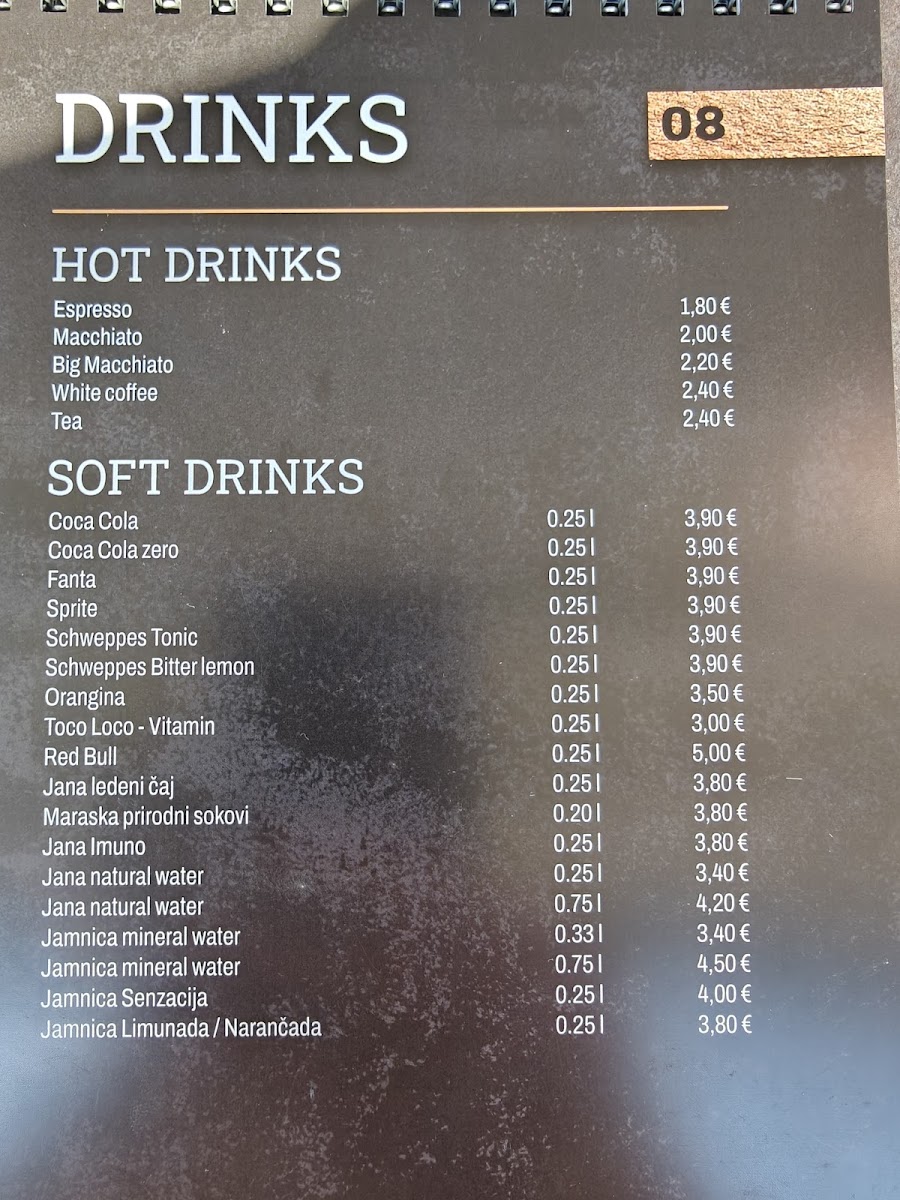 DRINKS
08
HOT DRINKS
Espresso 1,80 €
Macchiato 2,00 €
Big Macchiato 2,20 €
White coffee 2,40 €
Tea 2,40 €
SOFT DRINKS
Coca Cola 0.25 l 3,90 €
Coca Cola zero 0.25 l 3,90 €
Fanta 0.25 l 3,90 €
Sprite 0.25 l 3,90 €
Schweppes Tonic 0.25 l 3,90 €
Schweppes Bitter lemon 0.25 l 3,90 €
Orangina 0.25 l 3,50 €
Toco Loco - Vitamin 0.25 l 3,00 €
Red Bull 0.25 l 5,00 €
Jana ledeni čaj 0.25 l 3,80 €
Maraska prirodni sokovi 0.20 l 3,80 €
Jana Imuno 0.25 l 3,80 €
Jana natural water 0.25 l 3,40 €
Jana natural water 0.75 l 4,20 €
Jamnica mineral water 0.33 l 3,40 €
Jamnica mineral water 0.75 l 4,50 €
Jamnica Senzacija 0.25 l 4,00 €
Jamnica Limunada / Narančada 0.25 l 3,80 €